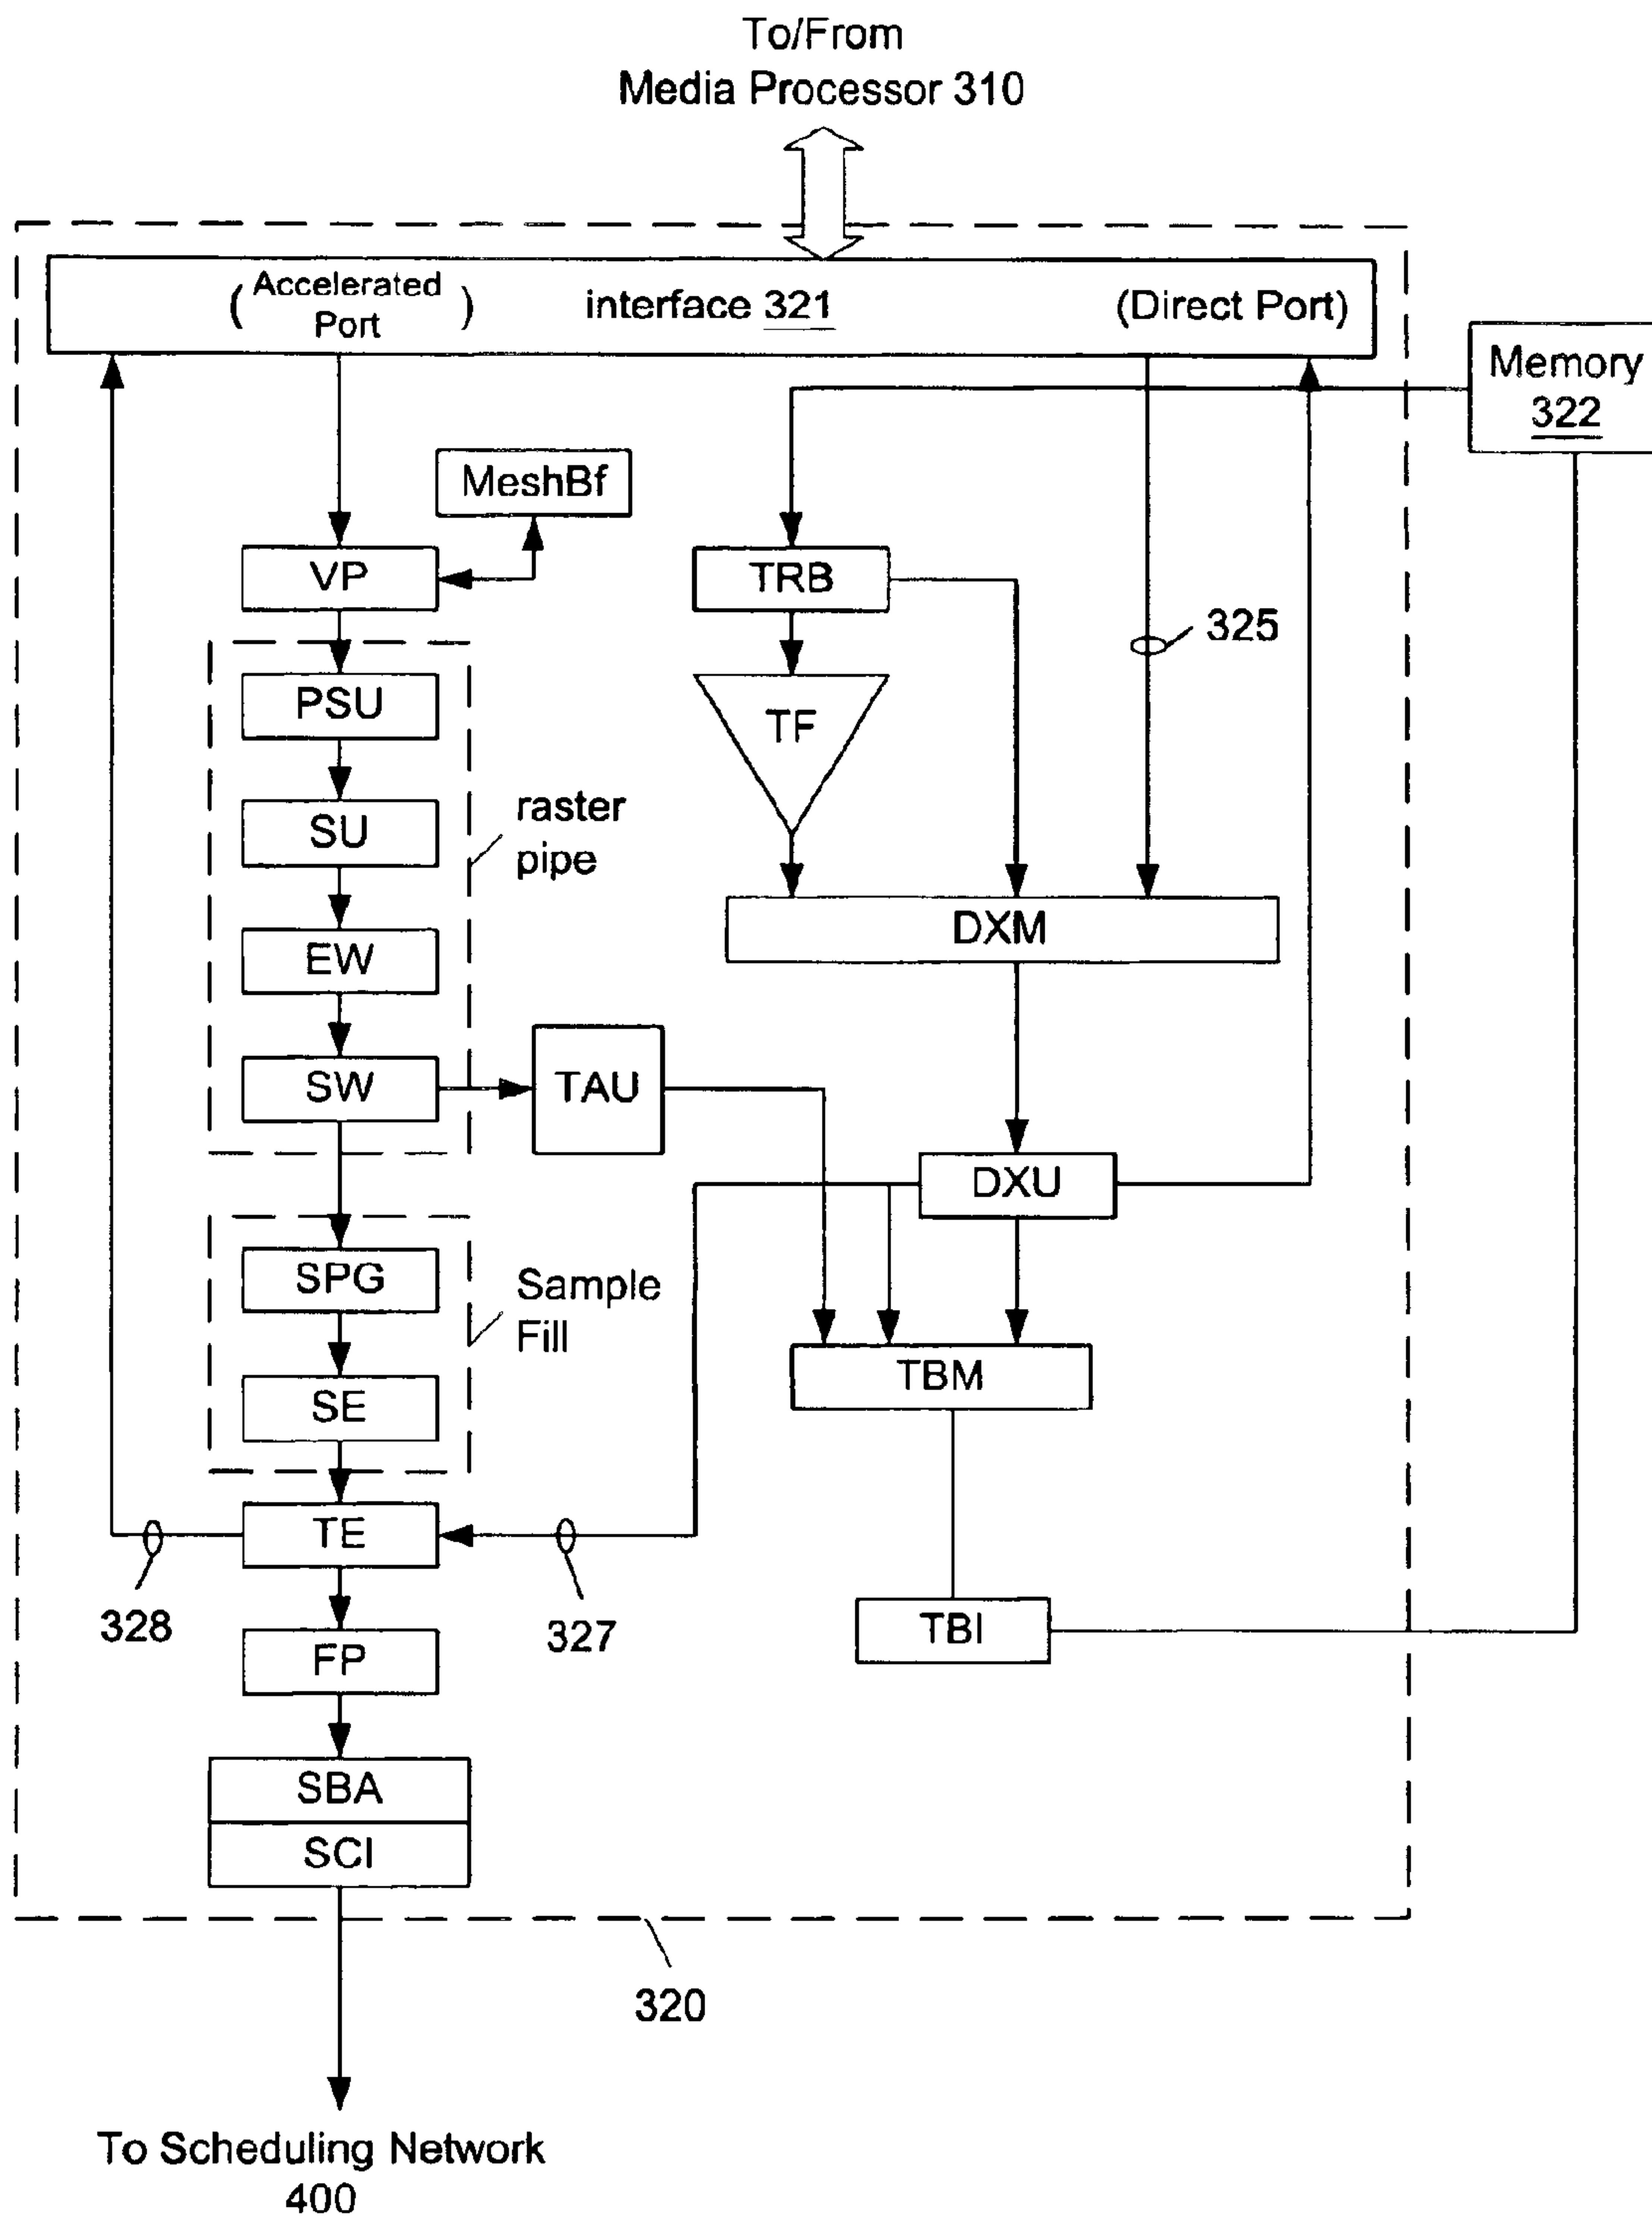 To/From
Media Processor 310
(Accelerated Port)
interface 321
(Direct Port)
Memory
322
MeshBf
VP
TRB
325
PSU
TF
SU
raster
pipe
DXM
EW
SW
TAU
DXU
SPG
Sample
Fill
TBM
SE
TE
328
327
TBI
FP
SBA
SCI
320
To Scheduling Network
400